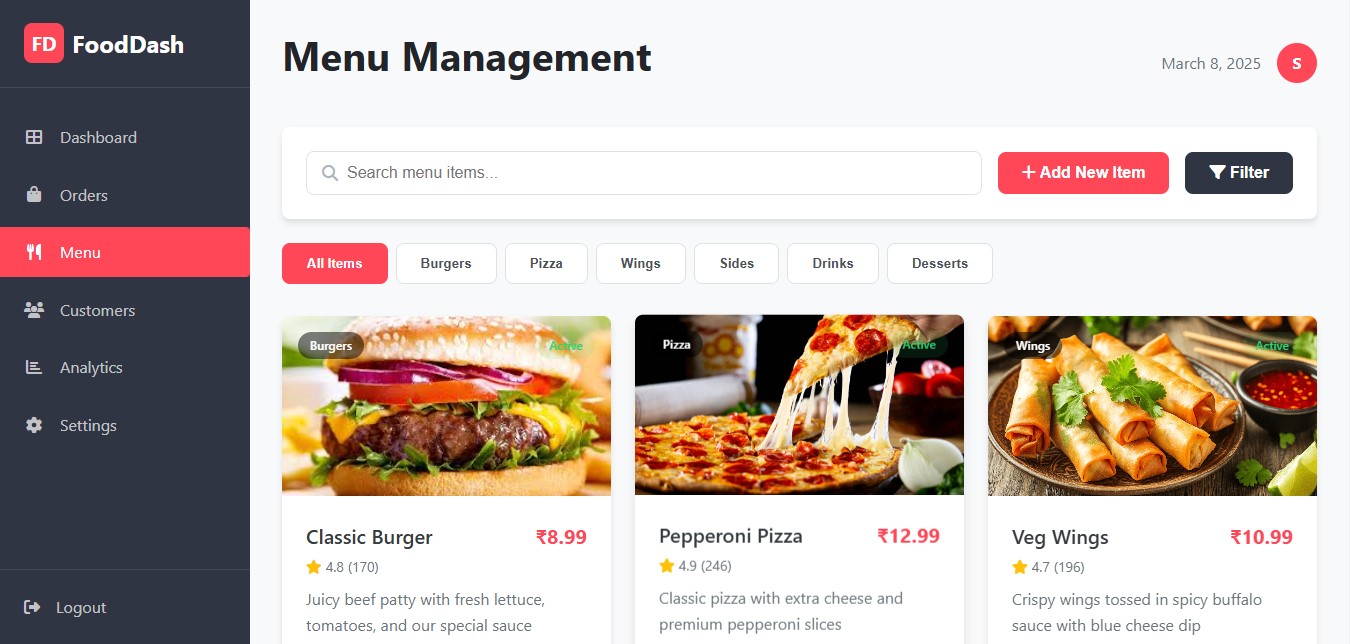 FD FoodDash
Dashboard
Orders
Menu
Customers
Analytics
Settings
Logout
Menu Management
March 8, 2025 S
Search menu items...
+ Add New Item
Filter
All Items Burgers Pizza Wings Sides Drinks Desserts
Burgers Active
Classic Burger ₹8.99
4.8 (170)
Juicy beef patty with fresh lettuce,
tomatoes, and our special sauce
Pizza Active
Pepperoni Pizza ₹12.99
4.9 (246)
Classic pizza with extra cheese and
premium pepperoni slices
Wings Active
Veg Wings ₹10.99
4.7 (196)
Crispy wings tossed in spicy buffalo
sauce with blue cheese dip